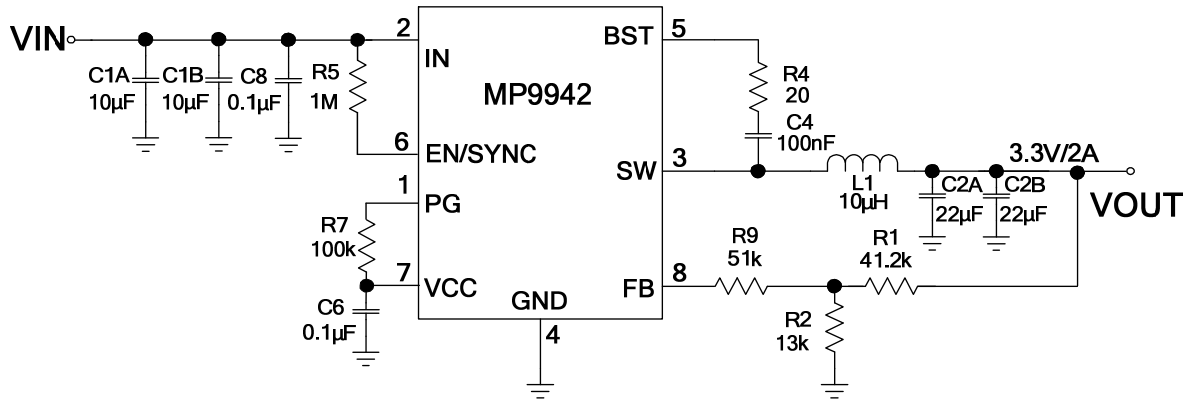 VIN
C1A
10µF
C1B
10µF
C8
0.1µF
R5
1M
2
IN
6
EN/SYNC
1
PG
R7
100k
7
VCC
C6
0.1µF
MP9942
GND
4
BST
5
R4
20
C4
100nF
SW
3
L1
10µH
C2A
22µF
C2B
22µF
3.3V/2A
VOUT
FB
8
R9
51k
R1
41.2k
R2
13k